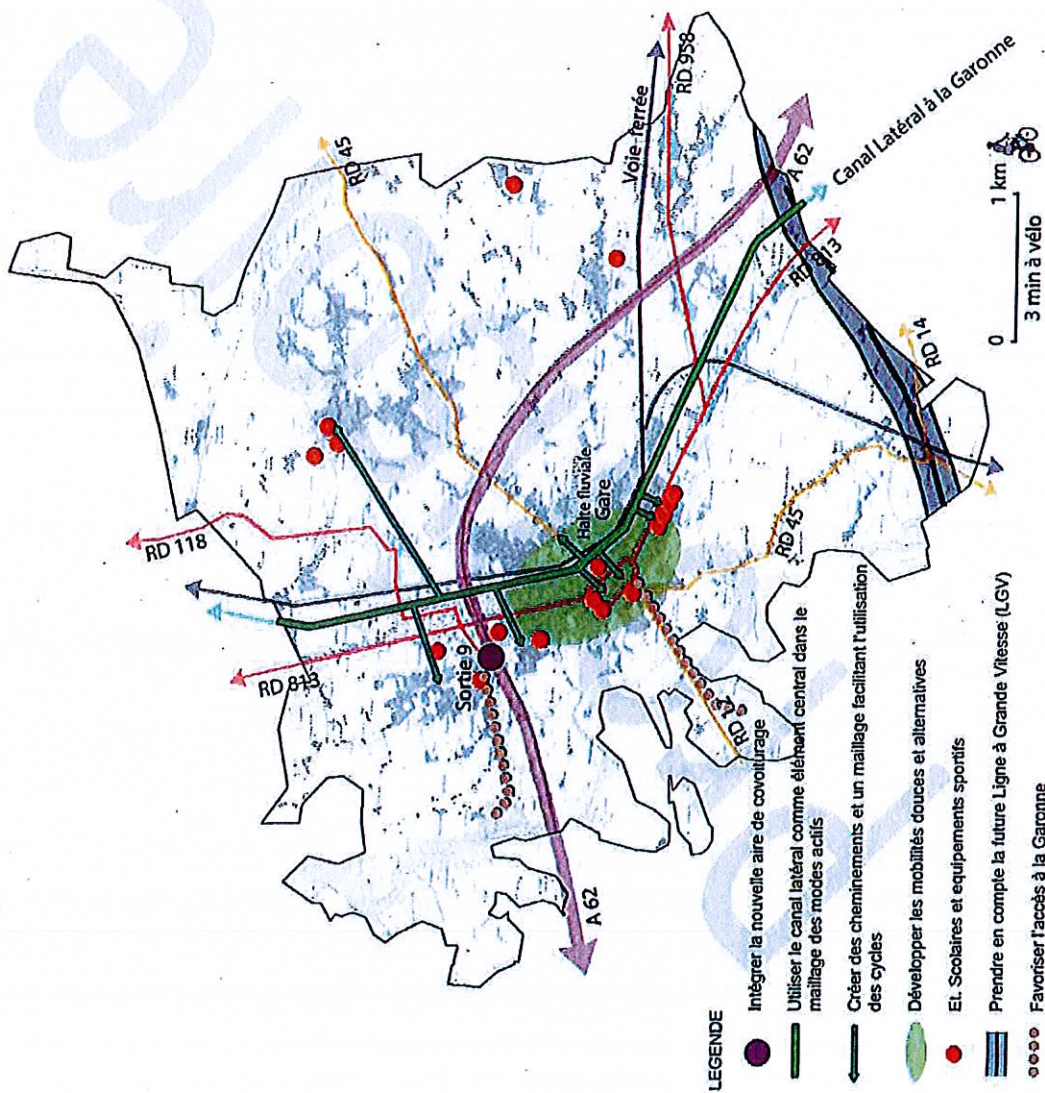 RD 45
RD 958
Voie ferrée
A 62
Canal Latéral à la Garonne
RD 813
RD 118
Halte fluviale
Gare
RD 14
RD 813
Sortie 9
RD 45
A 62
0
1 km
3 min à vélo
LEGENDE
Intégrer la nouvelle aire de covoiturage
Utiliser le canal latéral comme élément central dans le
maillage des modes actifs
Créer des cheminements et un maillage facilitant l'utilisation
des cycles
Développer les mobilités douces et alternatives
Et. Scolaires et equipements sportifs
Prendre en compte la future Ligne à Grande Vitesse (LGV)
Favoriser l'accès à la Garonne